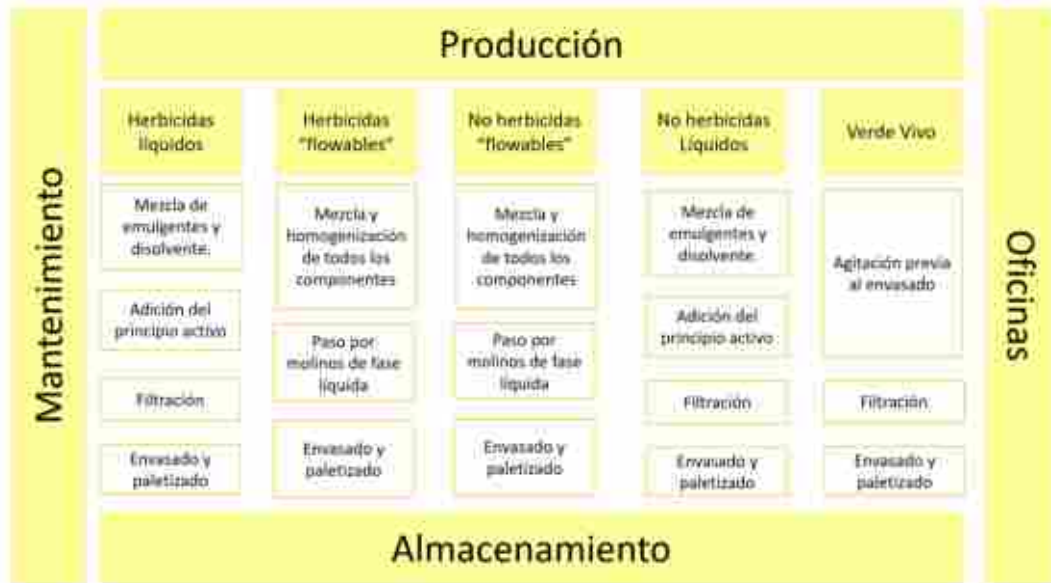 Producción
Mantenimiento
Oficinas
Herbicidas
líquidos
Herbicidas
"flowables"
No herbicidas
"flowables"
No herbicidas
Líquidos
Verde Vivo
Mezcla de
emulgentes y
disolvente.
Adición del
principio activo
Filtración
Envasado y
paletizado
Mezcla y
homogenización
de todos los
componentes
Paso por
molinos de fase
líquida
Envasado y
paletizado
Mezcla y
homogenización
de todos los
componentes
Paso por
molinos de fase
líquida
Envasado y
paletizado
Mezcla de
emulgentes y
disolvente.
Adición del
principio activo
Filtración
Envasado y
paletizado
Agitación previa
al envasado
Filtración
Envasado y
paletizado
Almacenamiento